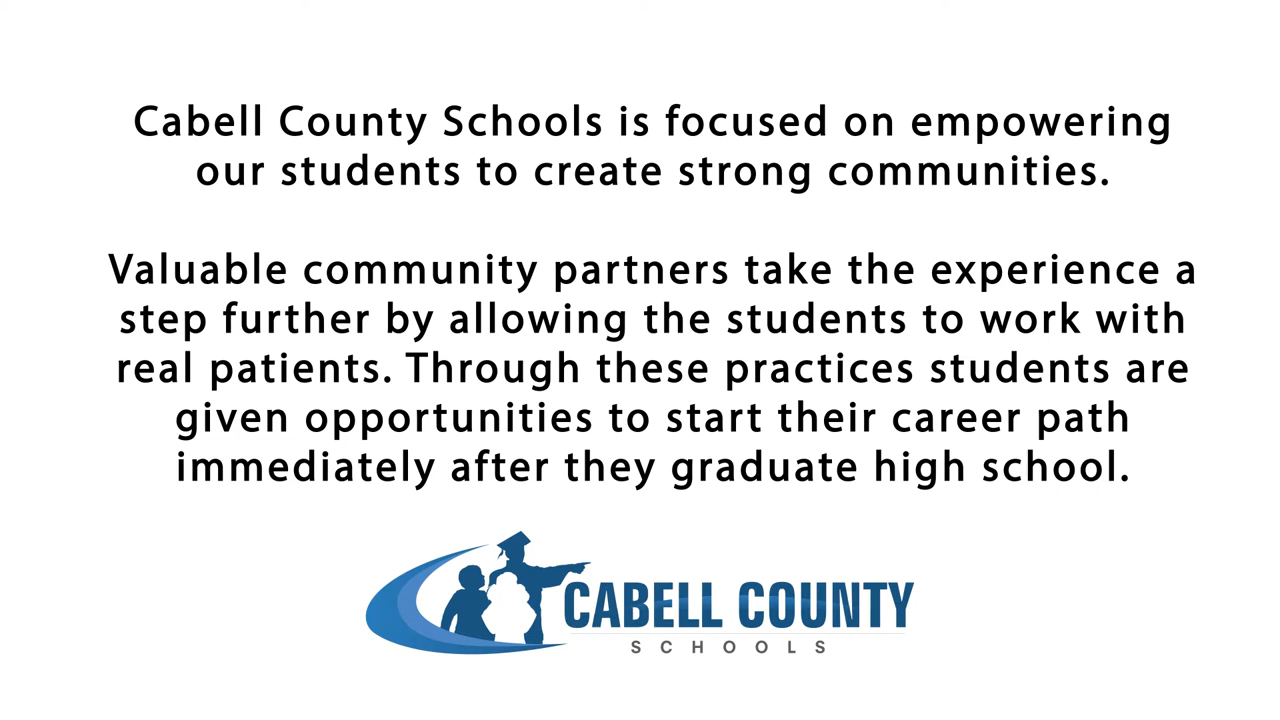 Cabell County Schools is focused on empowering
our students to create strong communities.
Valuable community partners take the experience a
step further by allowing the students to work with
real patients. Through these practices students are
given opportunities to start their career path
immediately after they graduate high school.
CABELL COUNTY
SCHOOLS